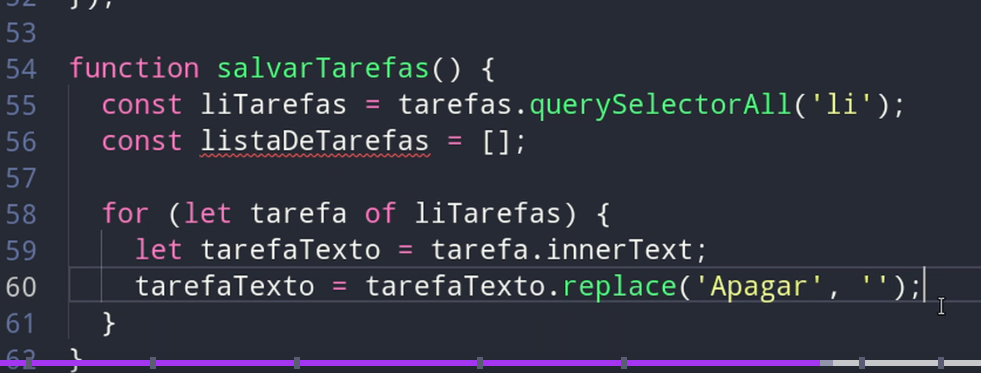 52 });
53
54 function salvarTarefas() {
55 const liTarefas = tarefas.querySelectorAll('li');
56 const listaDeTarefas = [];
57
58 for (let tarefa of liTarefas) {
59 let tarefaTexto = tarefa.innerText;
60 tarefaTexto = tarefaTexto.replace('Apagar', '');
61 }
62 }